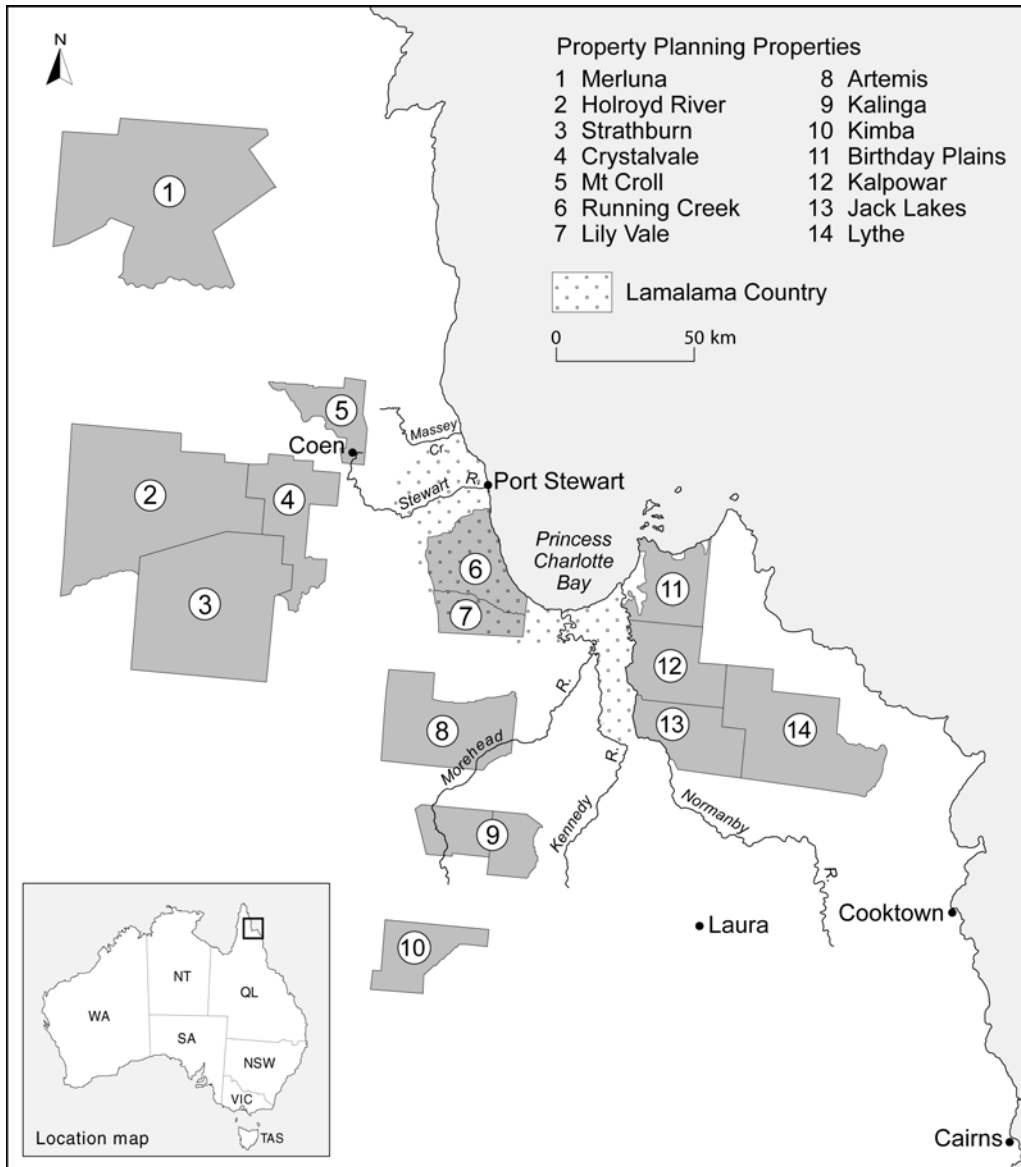 N
Property Planning Properties
1 Merluna
2 Holroyd River
3 Strathburn
4 Crystalvale
5 Mt Croll
6 Running Creek
7 Lily Vale
8 Artemis
9 Kalinga
10 Kimba
11 Birthday Plains
12 Kalpowar
13 Jack Lakes
14 Lythe
Lamalama Country
0 50 km
1
5
Coen
Massey
Cr.
2
4
Stewart R.
Port Stewart
Princess
Charlotte
Bay
6
11
3
7
12
R.
8
13
14
Morehead
R.
Kennedy
Normanby
R.
9
Cooktown
Laura
10
NT
QL
WA
SA
NSW
VIC
TAS
Location map
Cairns